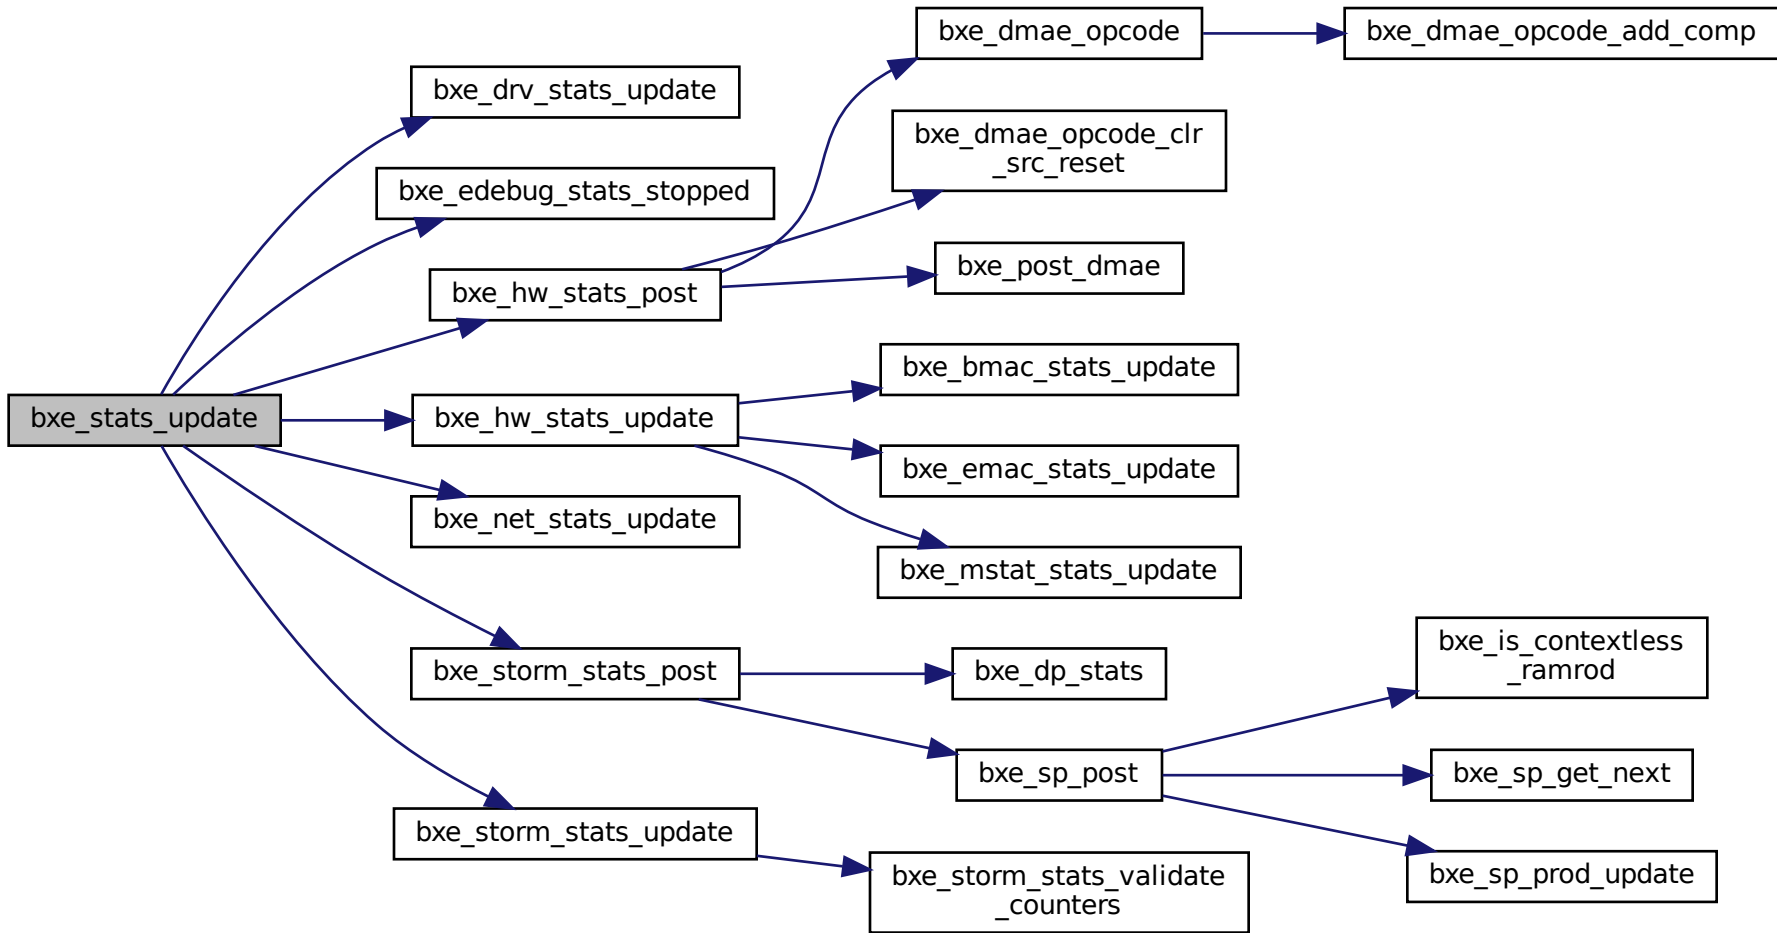 bxe_stats_update
bxe_drv_stats_update
bxe_edebug_stats_stopped
bxe_hw_stats_post
bxe_hw_stats_update
bxe_net_stats_update
bxe_storm_stats_post
bxe_storm_stats_update
bxe_dmae_opcode
bxe_dmae_opcode_clr
_src_reset
bxe_post_dmae
bxe_bmac_stats_update
bxe_emac_stats_update
bxe_mstat_stats_update
bxe_dp_stats
bxe_sp_post
bxe_storm_stats_validate
_counters
bxe_dmae_opcode_add_comp
bxe_is_contextless
_ramrod
bxe_sp_get_next
bxe_sp_prod_update